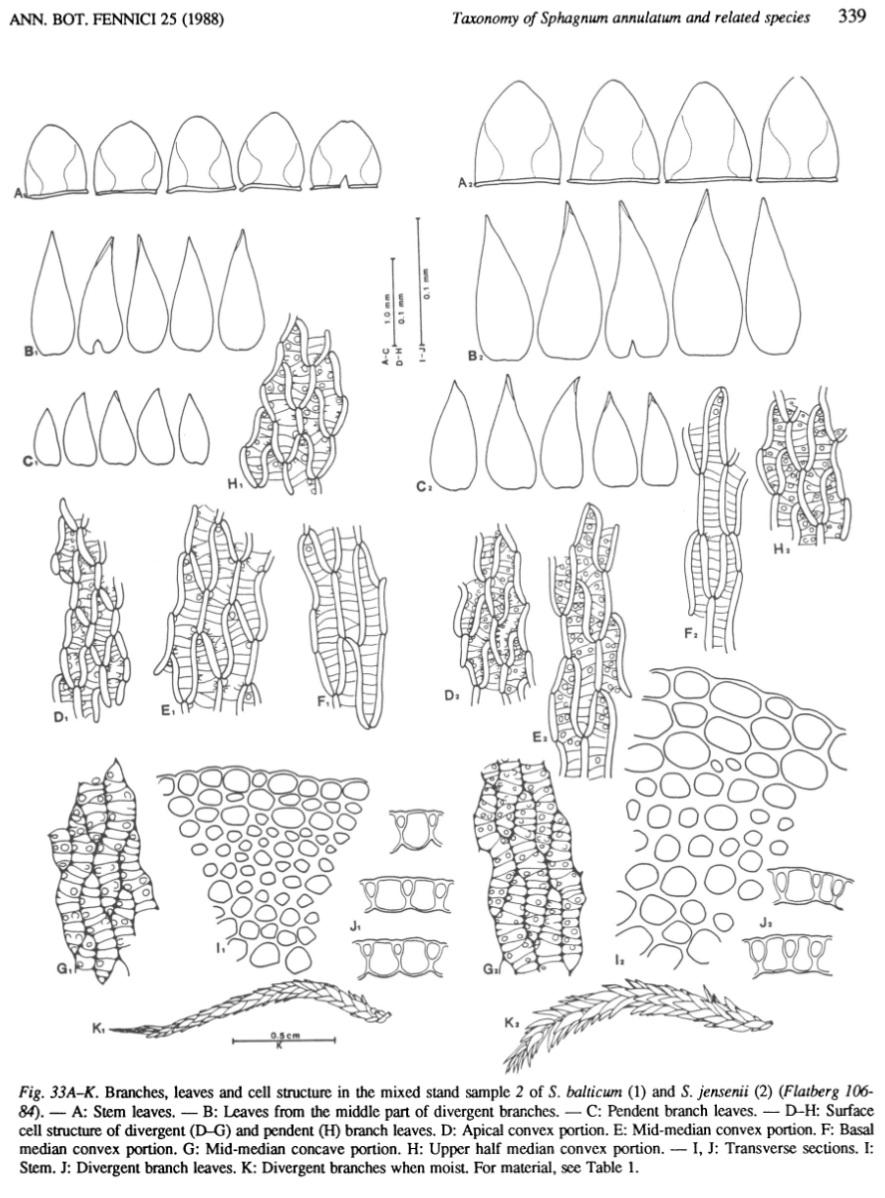 ANN. BOT. FENNICI 25 (1988)
Taxonomy of Sphagnum annulatum and related species 339
A1
A2
B1
A-C 1.0 mm
D-H 0.1 mm
I-J 0.1 mm
B2
C1
H1
C2
H2
F2
D1
E1
F1
D2
E2
G1
I1
J1
G2
I2
J2
K1
0.5 cm
K
K2
Fig. 33A–K. Branches, leaves and cell structure in the mixed stand sample 2 of S. balticum (1) and S. jensenii (2) (Flatberg 106-
84). — A: Stem leaves. — B: Leaves from the middle part of divergent branches. — C: Pendent branch leaves. — D–H: Surface
cell structure of divergent (D–G) and pendent (H) branch leaves. D: Apical convex portion. E: Mid-median convex portion. F: Basal
median convex portion. G: Mid-median concave portion. H: Upper half median convex portion. — I, J: Transverse sections. I:
Stem. J: Divergent branch leaves. K: Divergent branches when moist. For material, see Table 1.